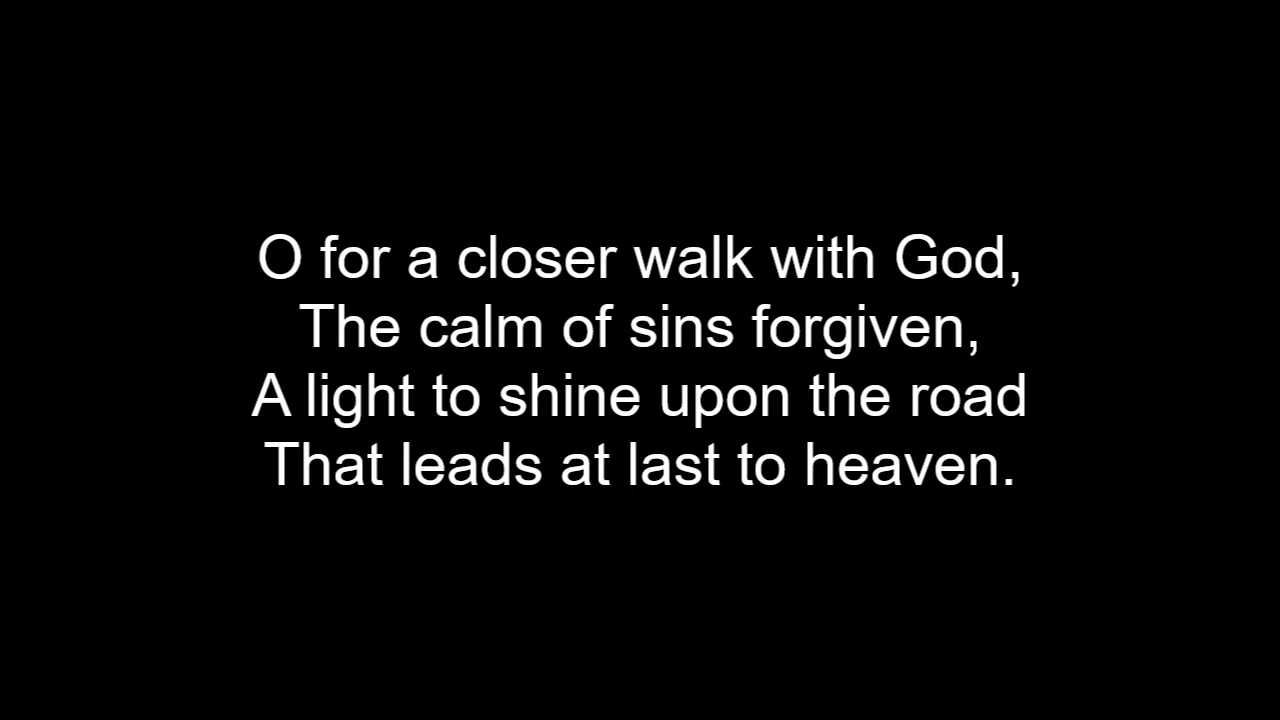 O for a closer walk with God,
The calm of sins forgiven,
A light to shine upon the road
That leads at last to heaven.